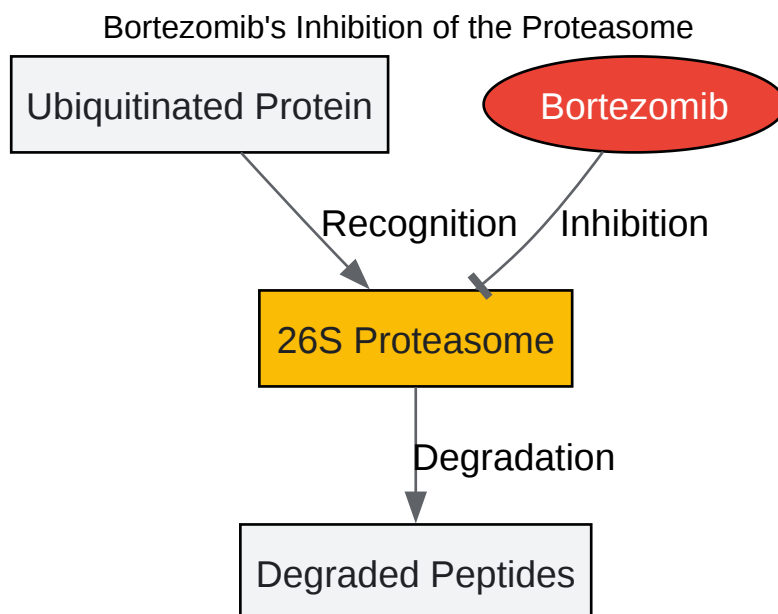 Bortezomib's Inhibition of the Proteasome
Ubiquitinated Protein
Bortezomib
Recognition
Inhibition
26S Proteasome
Degradation
Degraded Peptides